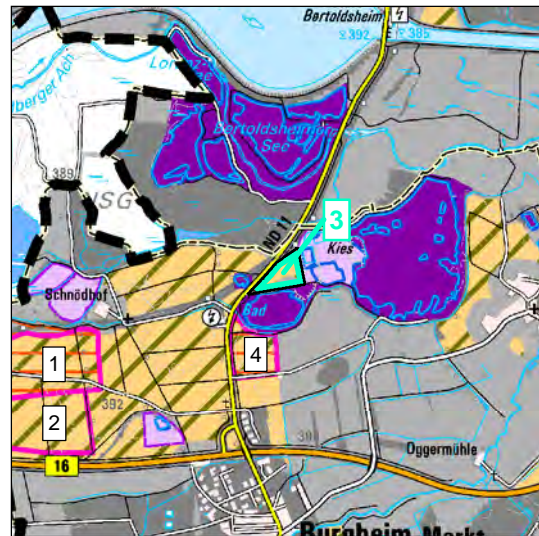 Bertoldsheim
392
385
Bertoldsheimer
See
389
NSG
ND 11
3
Kies
Schnödhof
Bad
1
4
2
392
16
Oggermühle
Burgheim Markt